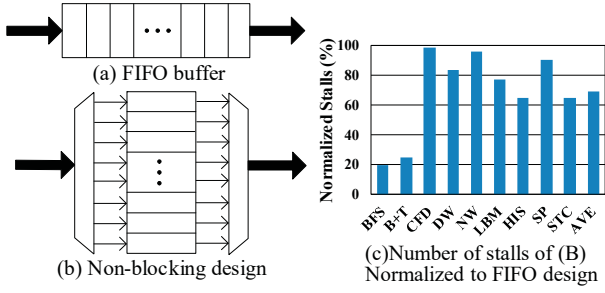 (a) FIFO buffer
(b) Non-blocking design
Normalized Stalls (%)
100
80
60
40
20
0
BFS
B+T
CFD
DW
NW
LBM
HIS
SP
STC
AVE
(c)Number of stalls of (B)
Normalized to FIFO design